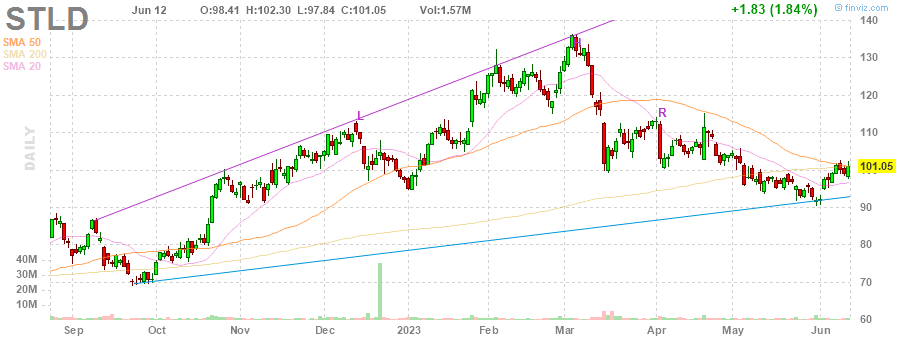 STLD Jun 12 O:98.41 H:102.30 L:97.84 C:101.05 Vol:1.57M +1.83 (1.84%) © finviz.com
SMA 50
SMA 200
SMA 20
DAILY
140
130
120
110
101.05
90
80
70
60
40M
30M
20M
10M
L
H
R
Sep Oct Nov Dec 2023 Feb Mar Apr May Jun